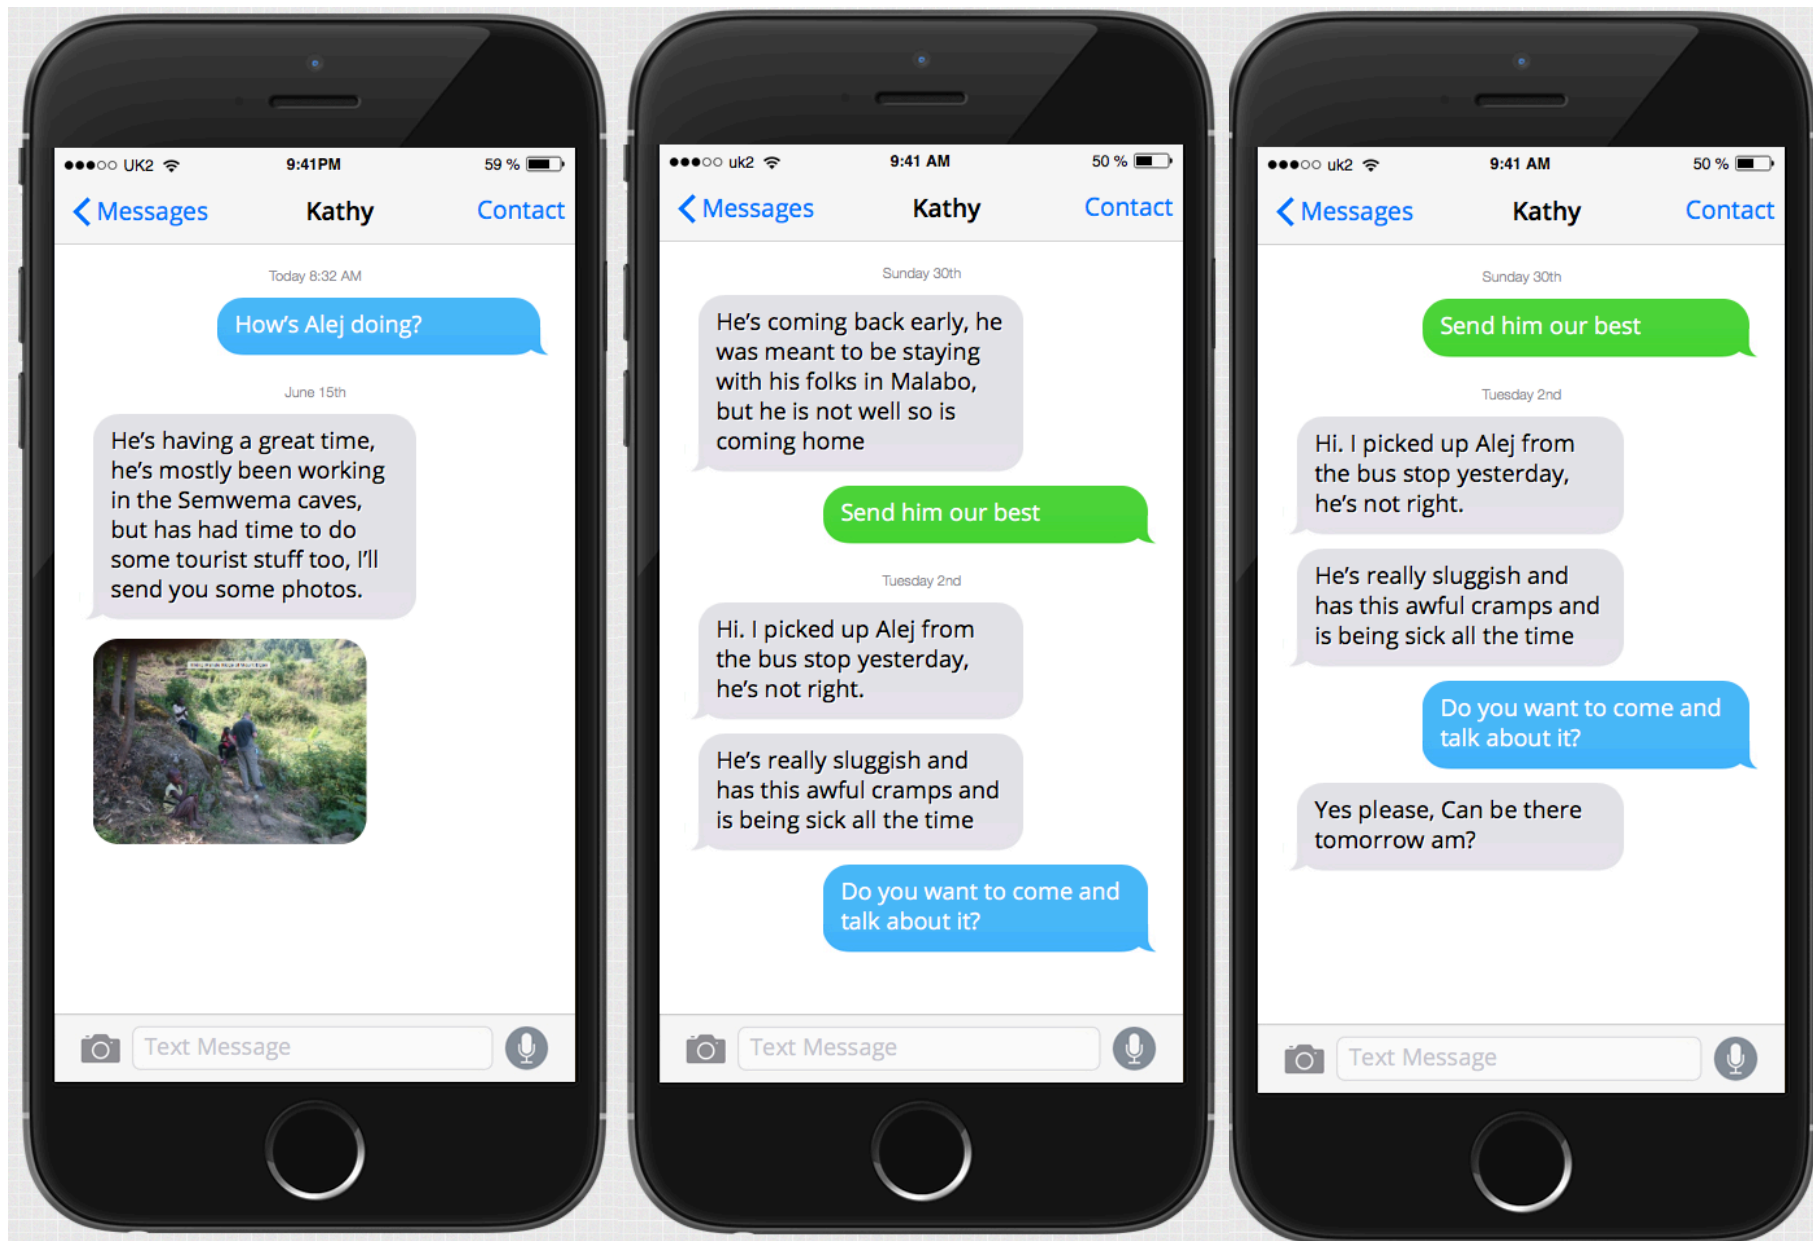 UK2
9:41PM
59 %
Messages
Kathy
Contact
Today 8:32 AM
How's Alej doing?
June 15th
He's having a great time,
he's mostly been working
in the Semwema caves,
but has had time to do
some tourist stuff too, I'll
send you some photos.
Text Message
uk2
9:41 AM
50 %
Messages
Kathy
Contact
Sunday 30th
He's coming back early, he
was meant to be staying
with his folks in Malabo,
but he is not well so is
coming home
Send him our best
Tuesday 2nd
Hi. I picked up Alej from
the bus stop yesterday,
he's not right.
He's really sluggish and
has this awful cramps and
is being sick all the time
Do you want to come and
talk about it?
Text Message
uk2
9:41 AM
50 %
Messages
Kathy
Contact
Sunday 30th
Send him our best
Tuesday 2nd
Hi. I picked up Alej from
the bus stop yesterday,
he's not right.
He's really sluggish and
has this awful cramps and
is being sick all the time
Do you want to come and
talk about it?
Yes please, Can be there
tomorrow am?
Text Message